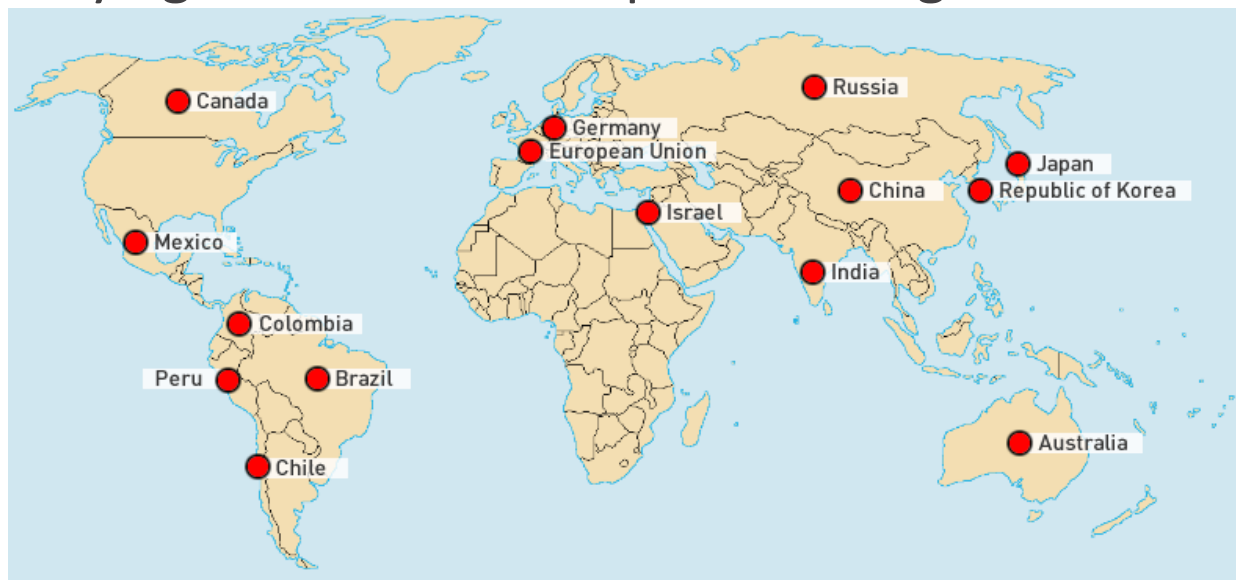 Canada
Russia
Germany
European Union
Japan
China
Republic of Korea
Israel
Mexico
India
Colombia
Peru
Brazil
Australia
Chile